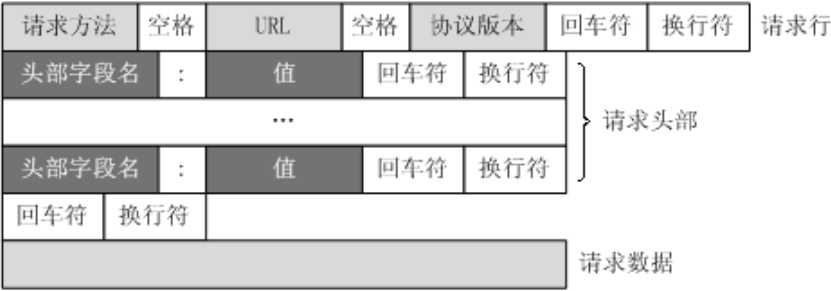 请求方法 空格 URL 空格 协议版本 回车符 换行符 请求行
头部字段名 : 值 回车符 换行符
... 请求头部
头部字段名 : 值 回车符 换行符
回车符 换行符
请求数据